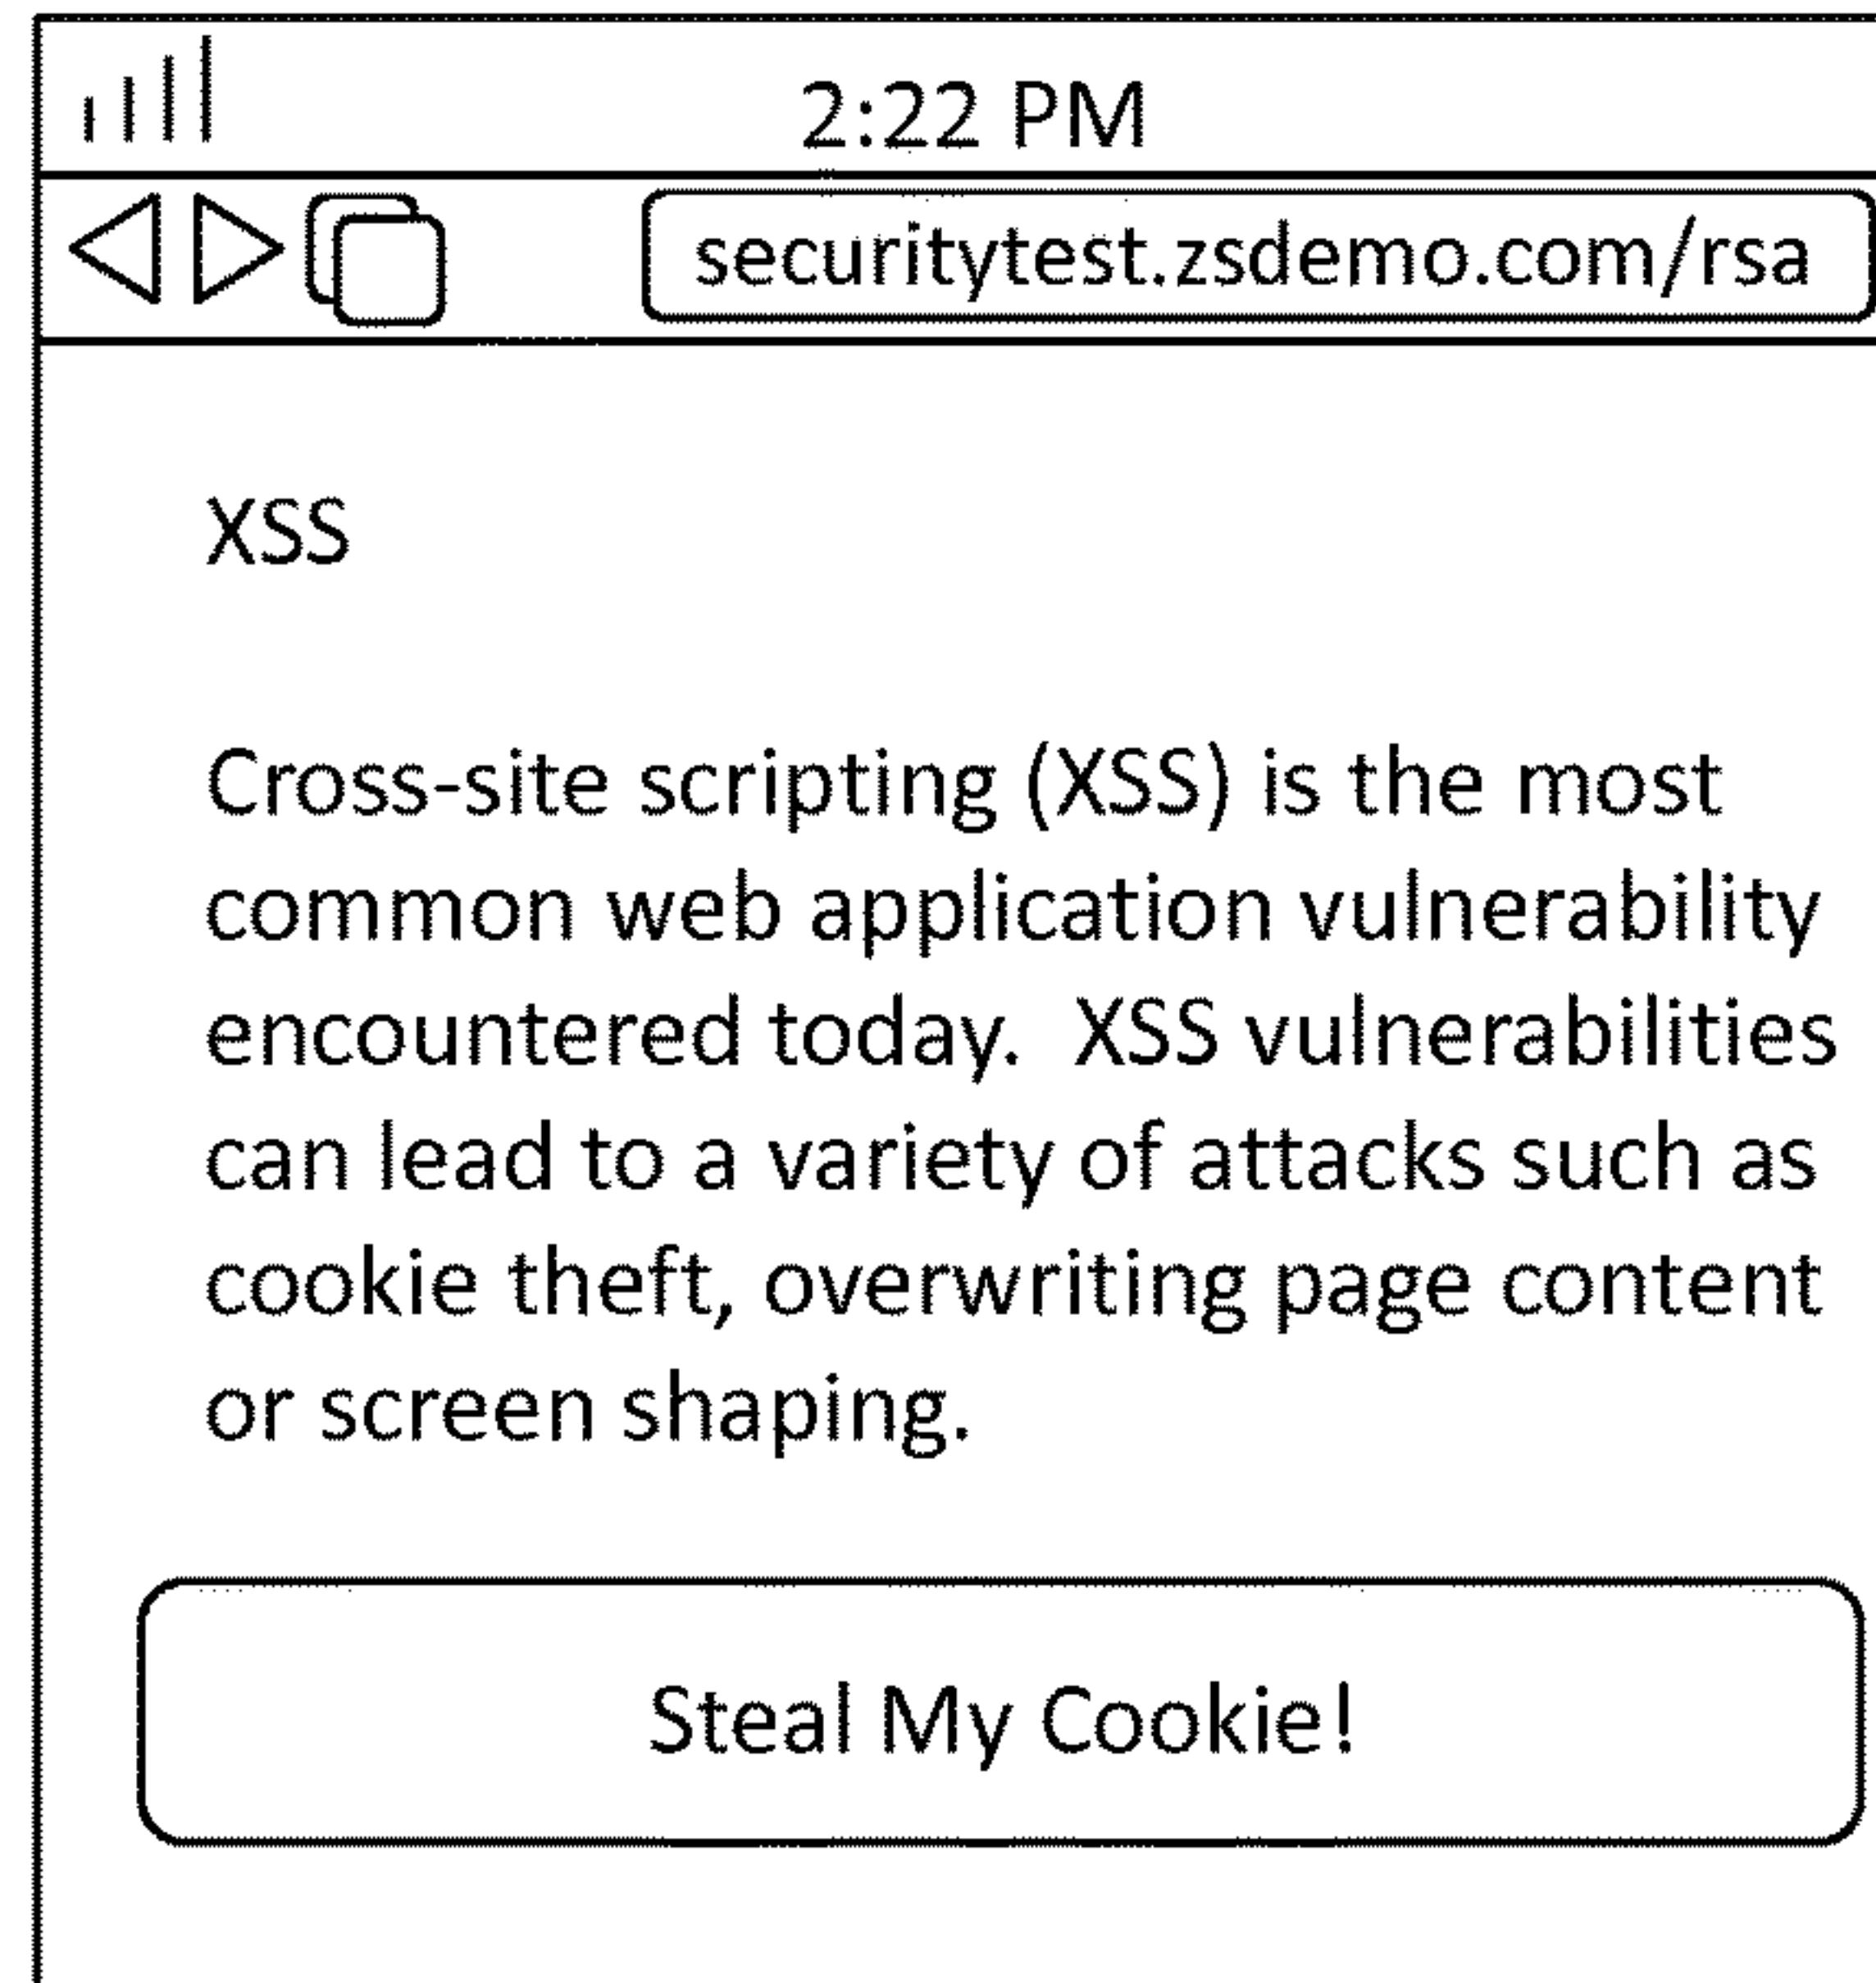 2:22 PM
securitytest.zsdemo.com/rsa
XSS
Cross-site scripting (XSS) is the most
common web application vulnerability
encountered today.  XSS vulnerabilities
can lead to a variety of attacks such as
cookie theft, overwriting page content
or screen shaping.
Steal My Cookie!